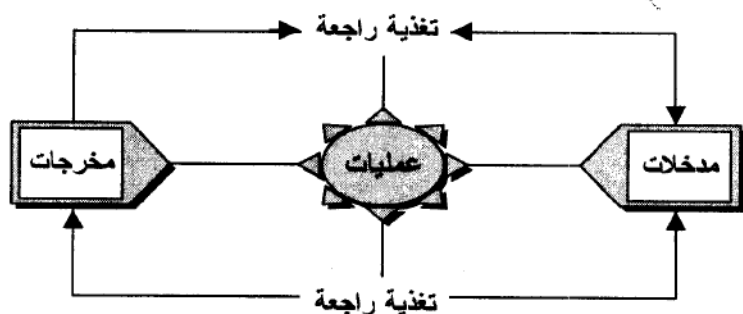 تغذية راجعة
مدخلات
عمليات
مخرجات
تغذية راجعة